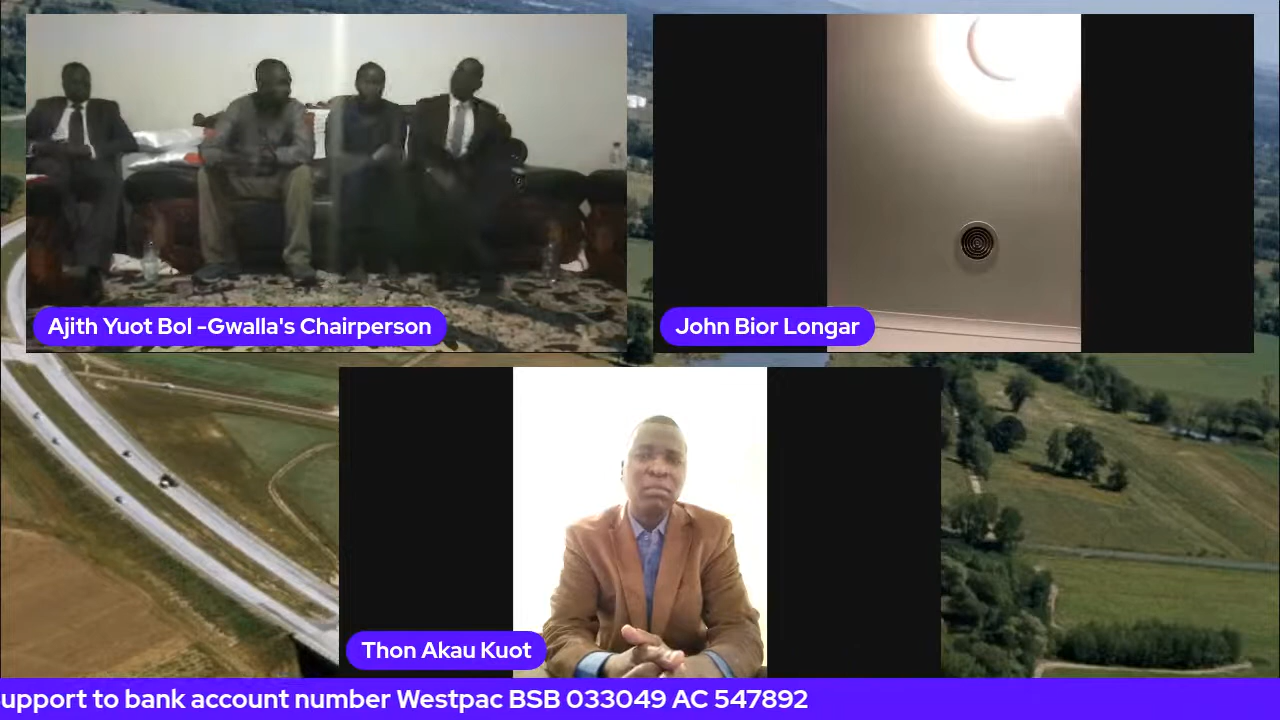 Ajith Yuot Bol -Gwalla's Chairperson
John Bior Longar
Thon Akau Kuot
upport to bank account number Westpac BSB 033049 AC 547892